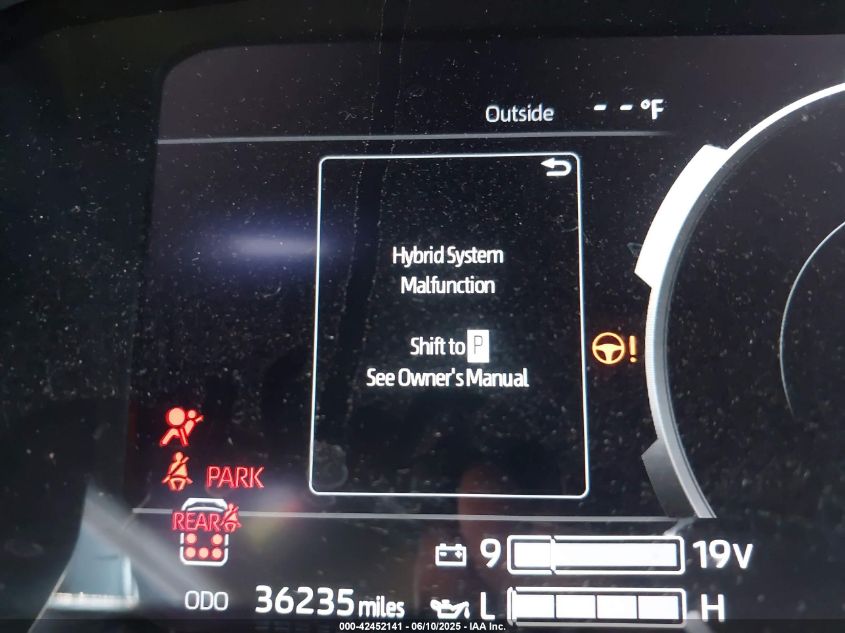 Outside -- °F
Hybrid System
Malfunction
Shift to P
See Owner's Manual
!
PARK
REAR
9 19V
ODO 36235 miles L H
000-42452141 - 06/10/2025 - IAA Inc.